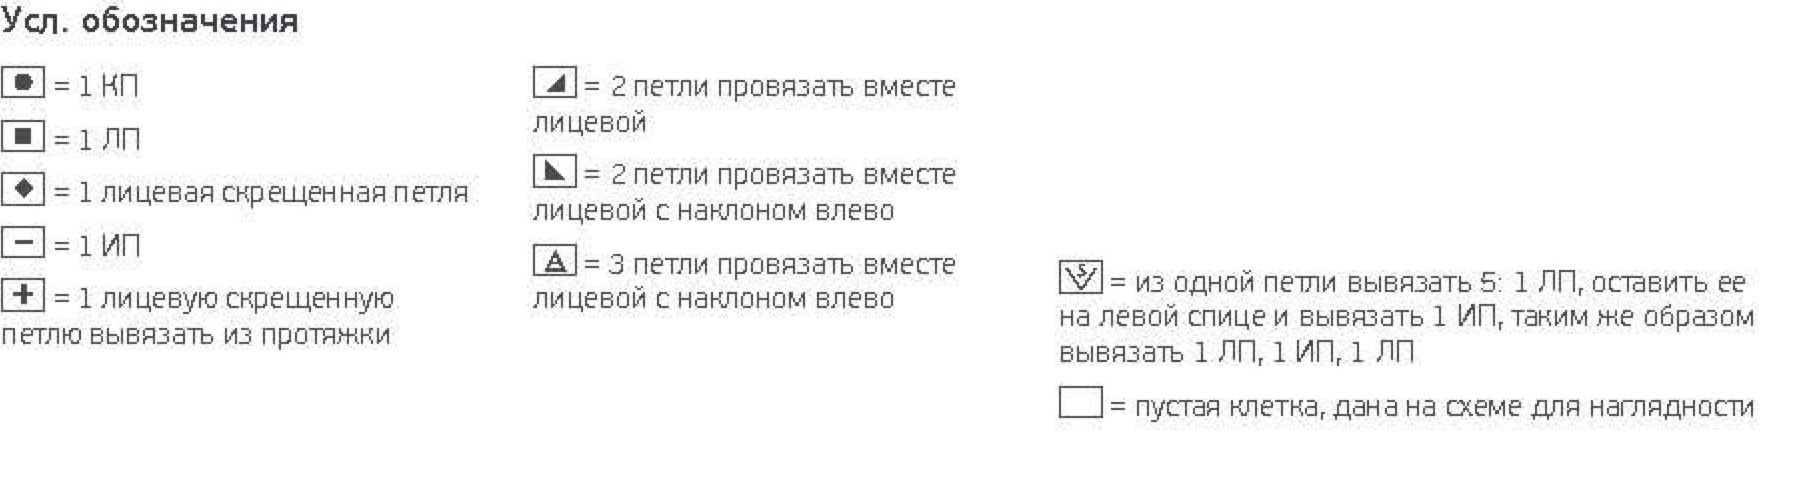 Усл. обозначения
= 1 КП
= 1 ЛП
= 1 лицевая скрещенная петля
= 1 ИП
= 1 лицевую скрещенную
петлю вывязать из протяжки
= 2 петли провязать вместе
лицевой
= 2 петли провязать вместе
лицевой с наклоном влево
= 3 петли провязать вместе
лицевой с наклоном влево
5 = из одной петли вывязать 5: 1 ЛП, оставить ее
на левой спице и вывязать 1 ИП, таким же образом
вывязать 1 ЛП, 1 ИП, 1 ЛП
= пустая клетка, дана на схеме для наглядности